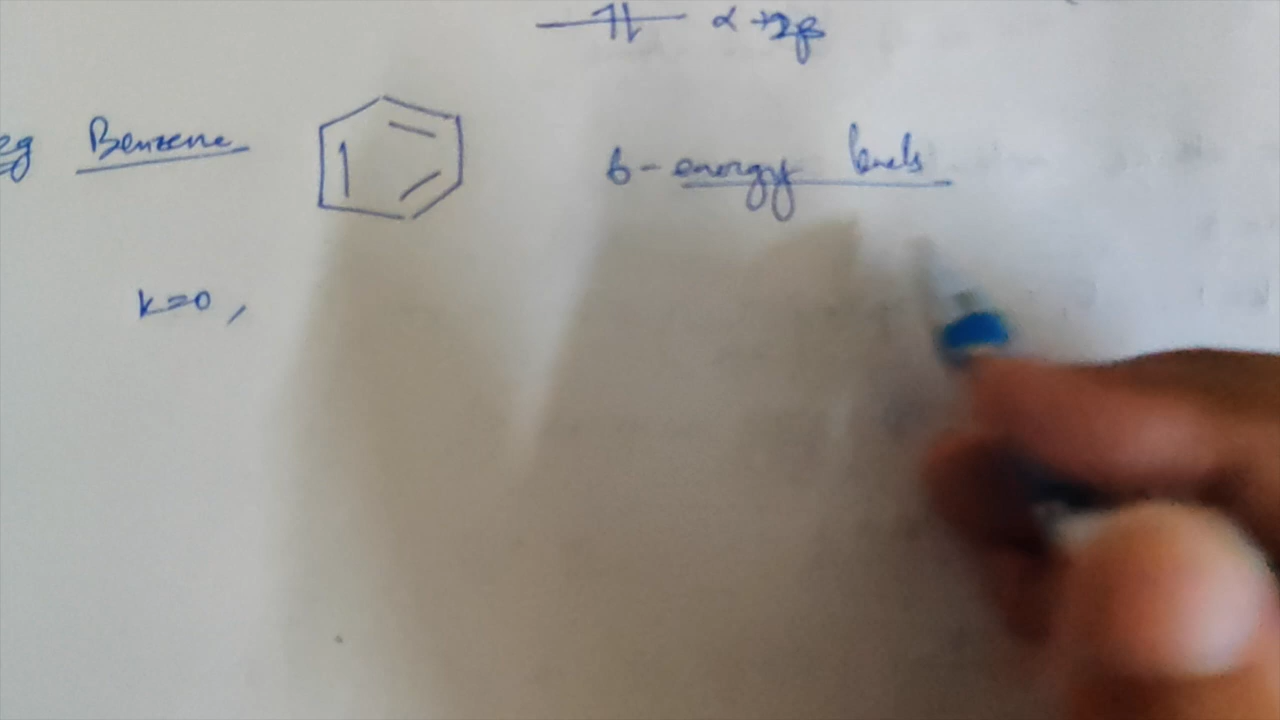 ⥮ α+2β
eg Benzene
6 - energy levels
k=0,